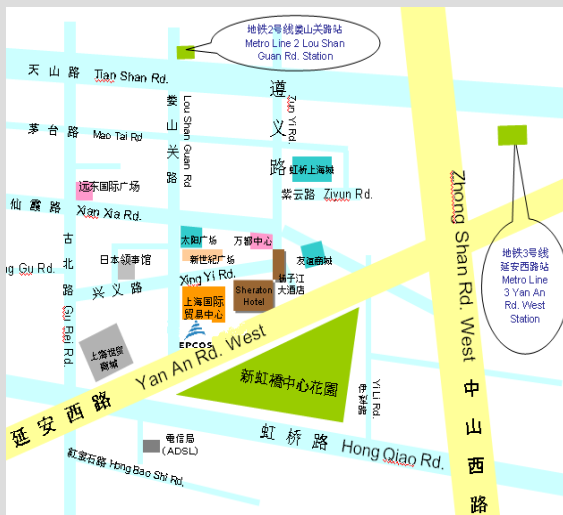 地铁2号线娄山关路站
Metro Line 2 Lou Shan
Guan Rd. Station
天山路 Tian Shan Rd.
娄山关路
Lou Shan Guan Rd
遵义路
Zun Yi Rd.
茅台路 Mao Tai Rd
虹桥上海城
远东国际广场
紫云路 Ziyun Rd.
仙霞路 Xian Xia Rd.
Zhong Shan Rd. West
中山西路
地铁3号线
延安西路站
Metro Line
3 Yan An
Rd. West
Station
古北路 Gu Bei Rd
太阳广场
万都中心
友谊商城
日本领事馆
新世纪广场
ng Gu Rd.
兴义路
Xing Yi Rd.
扬子江
大酒店
Sheraton
Hotel
上海国际
贸易中心
EPCOS
上海世贸
商城
延安西路 Yan An Rd. West
新虹橋中心花園
Yi Li Rd
伊犁路
虹桥路 Hong Qiao Rd.
電信局
(ADSL)
紅宝石路 Hong Bao Shi Rd.